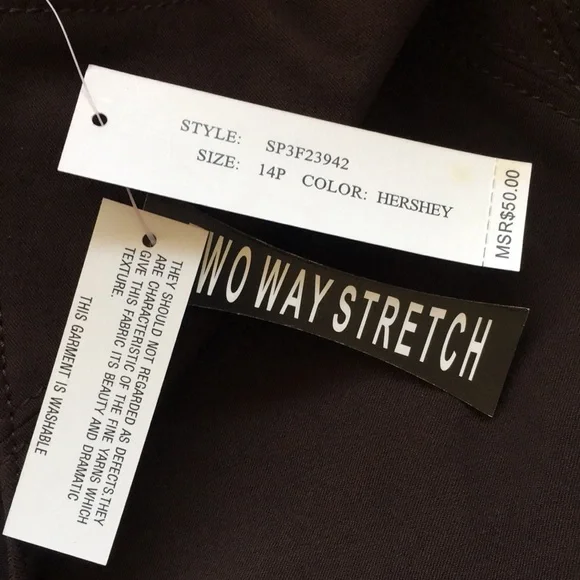 STYLE: SP3F23942
SIZE: 14P COLOR: HERSHEY
MSR$50.00
WO WAY STRETCH
THEY SHOULD NOT REGARDED AS DEFECTS.THEY
ARE CHARACTERISTIC OF THE FINE YARNS WHICH
GIVE THIS FABRIC ITS BEAUTY AND DRAMATIC
TEXTURE.
THIS GARMENT IS WASHABLE